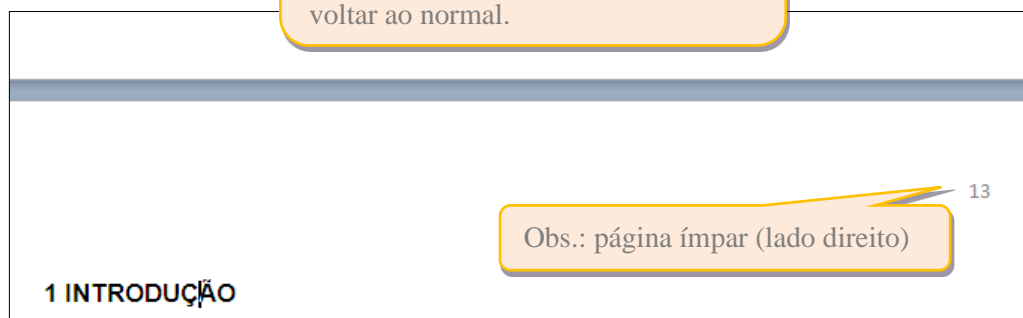 voltar ao normal.
13
Obs.: página ímpar (lado direito)
1 INTRODUÇÃO